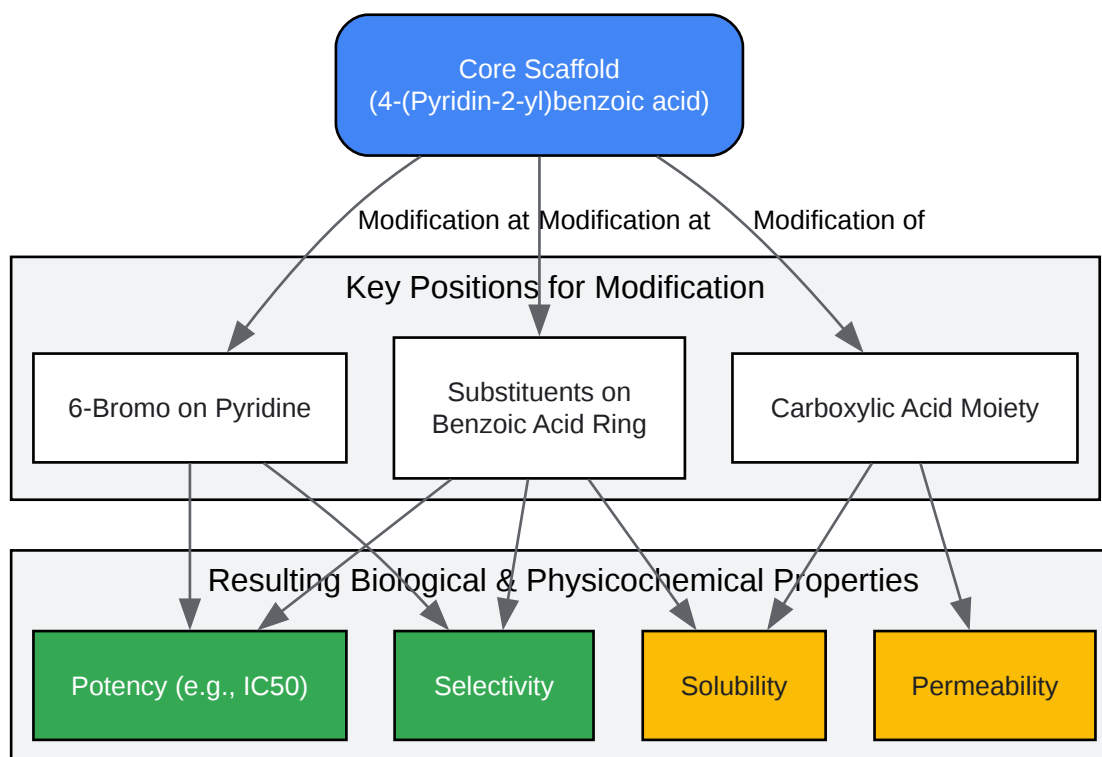 Core Scaffold
(4-(Pyridin-2-yl)benzoic acid)
Modification at
Modification at
Modification of
Key Positions for Modification
6-Bromo on Pyridine
Substituents on
Benzoic Acid Ring
Carboxylic Acid Moiety
Resulting Biological & Physicochemical Properties
Potency (e.g., IC50)
Selectivity
Solubility
Permeability